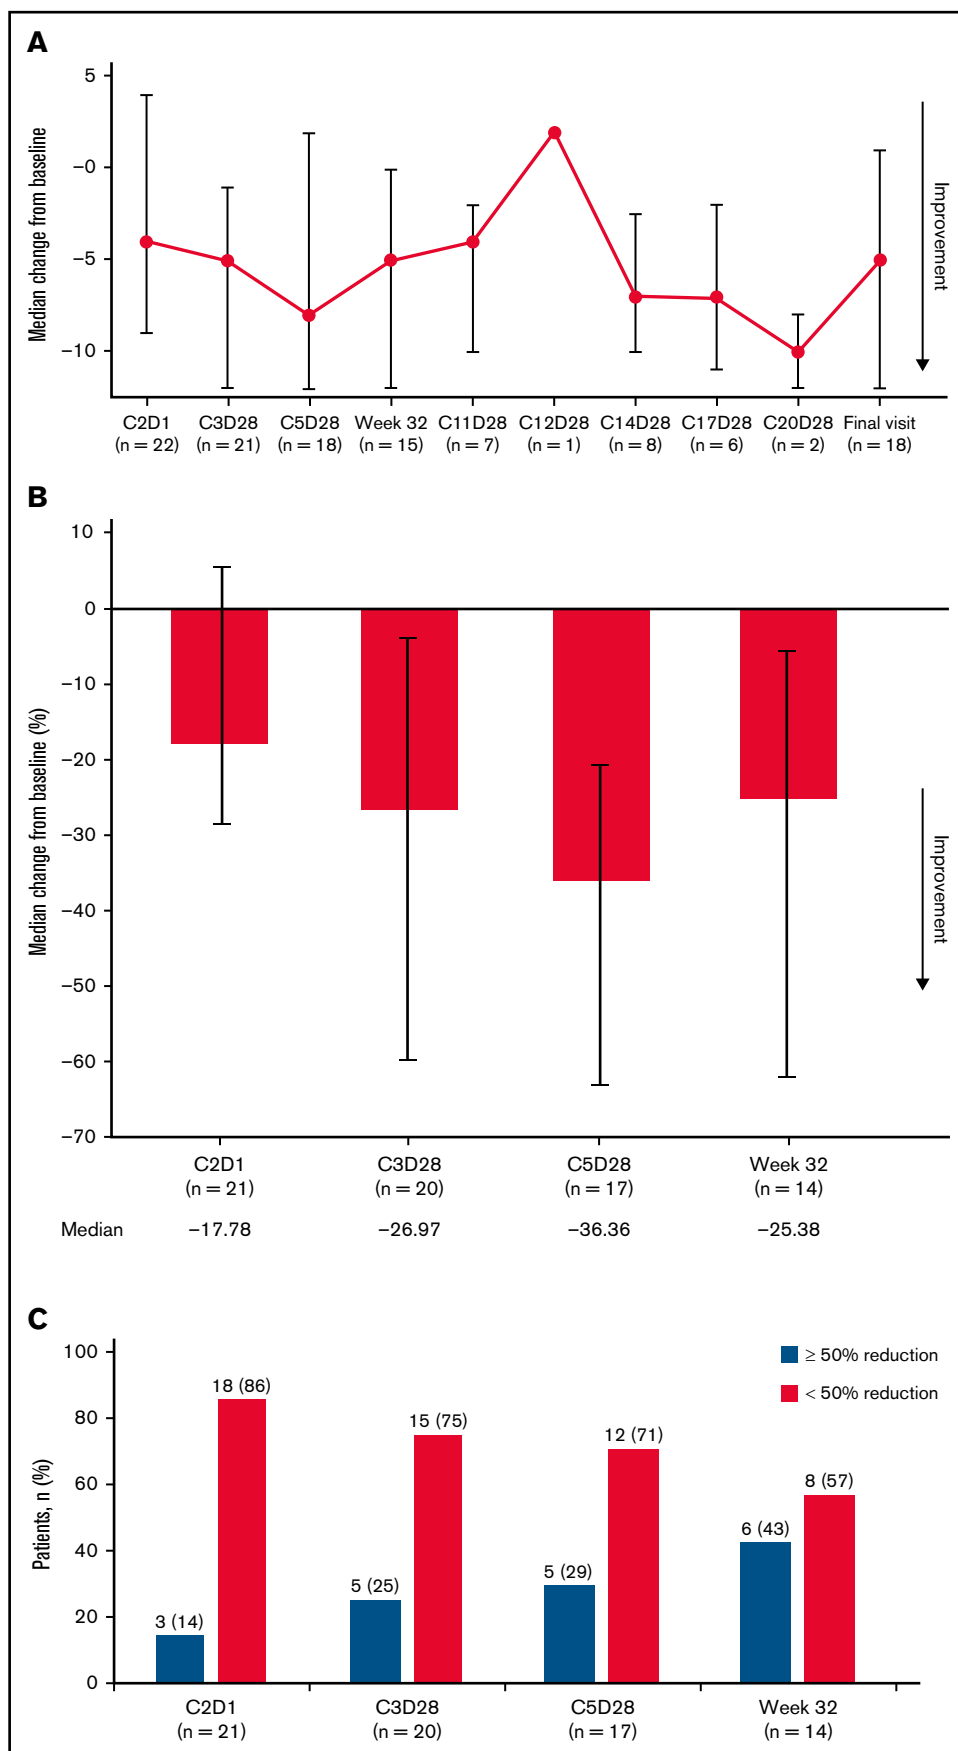 A
Median change from baseline
5
–0
–5
–10
Improvement
C2D1 C3D28 C5D28 Week 32 C11D28 C12D28 C14D28 C17D28 C20D28 Final visit
(n = 22) (n = 21) (n = 18) (n = 15) (n = 7) (n = 1) (n = 8) (n = 6) (n = 2) (n = 18)
B
Median change from baseline (%)
10
0
–10
–20
–30
–40
–50
–60
–70
Improvement
C2D1 C3D28 C5D28 Week 32
(n = 21) (n = 20) (n = 17) (n = 14)
Median –17.78 –26.97 –36.36 –25.38
C
Patients, n (%)
100
80
60
40
20
0
≥ 50% reduction
< 50% reduction
18 (86)
15 (75)
12 (71)
8 (57)
6 (43)
5 (29)
5 (25)
3 (14)
C2D1 C3D28 C5D28 Week 32
(n = 21) (n = 20) (n = 17) (n = 14)